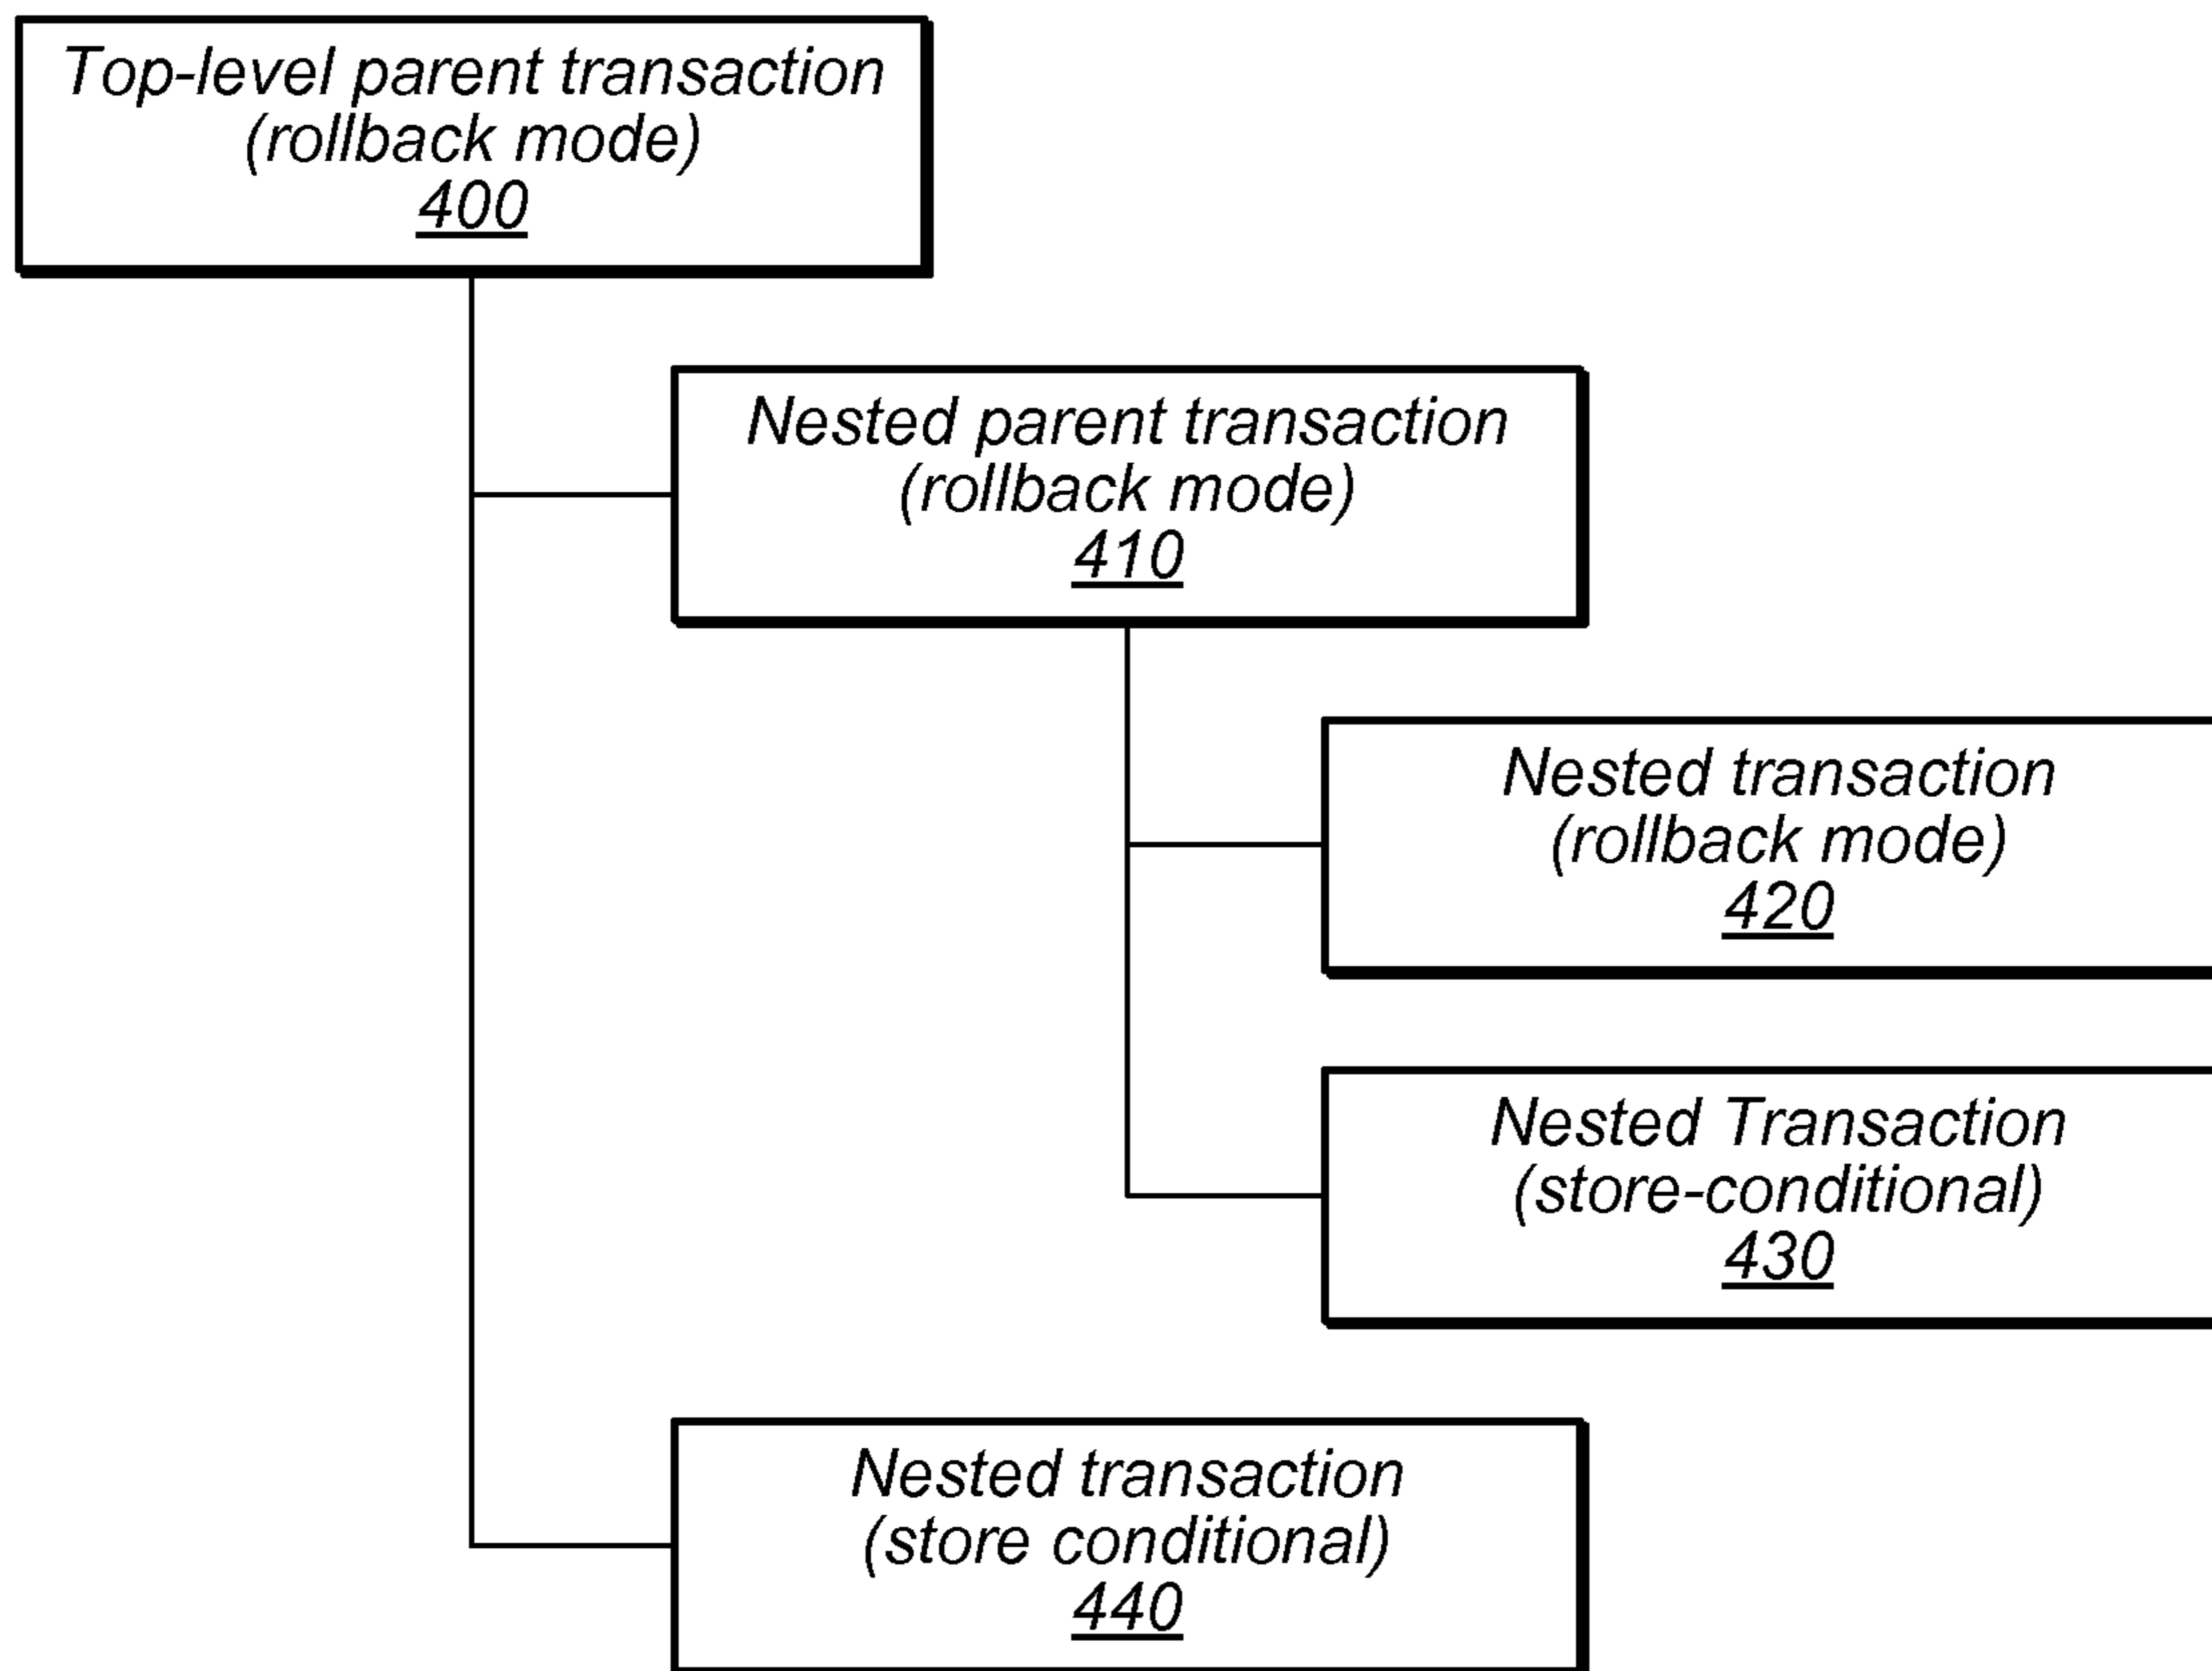 Top-level parent transaction
(rollback mode)
400
Nested parent transaction
(rollback mode)
410
Nested transaction
(rollback mode)
420
Nested Transaction
(store-conditional)
430
Nested transaction
(store conditional)
440